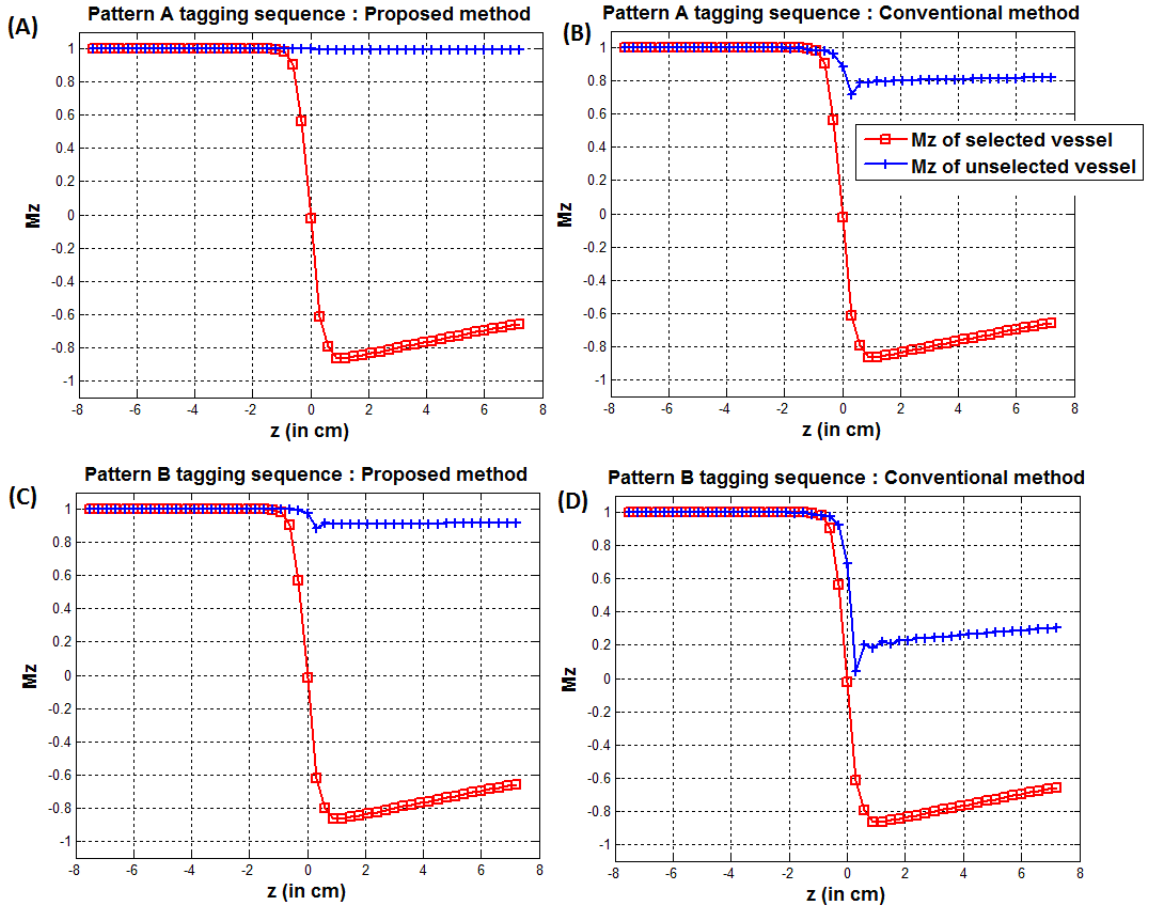 (A)
Pattern A tagging sequence : Proposed method
1
0.8
0.6
0.4
0.2
0
-0.2
-0.4
-0.6
-0.8
-1
Mz
-8 -6 -4 -2 0 2 4 6 8
z (in cm)
(B)
Pattern A tagging sequence : Conventional method
1
0.8
0.6
0.4
0.2
0
-0.2
-0.4
-0.6
-0.8
-1
Mz
Mz of selected vessel
Mz of unselected vessel
-8 -6 -4 -2 0 2 4 6 8
z (in cm)
(C)
Pattern B tagging sequence : Proposed method
1
0.8
0.6
0.4
0.2
0
-0.2
-0.4
-0.6
-0.8
-1
Mz
-8 -6 -4 -2 0 2 4 6 8
z (in cm)
(D)
Pattern B tagging sequence : Conventional method
1
0.8
0.6
0.4
0.2
0
-0.2
-0.4
-0.6
-0.8
-1
Mz
-8 -6 -4 -2 0 2 4 6 8
z (in cm)